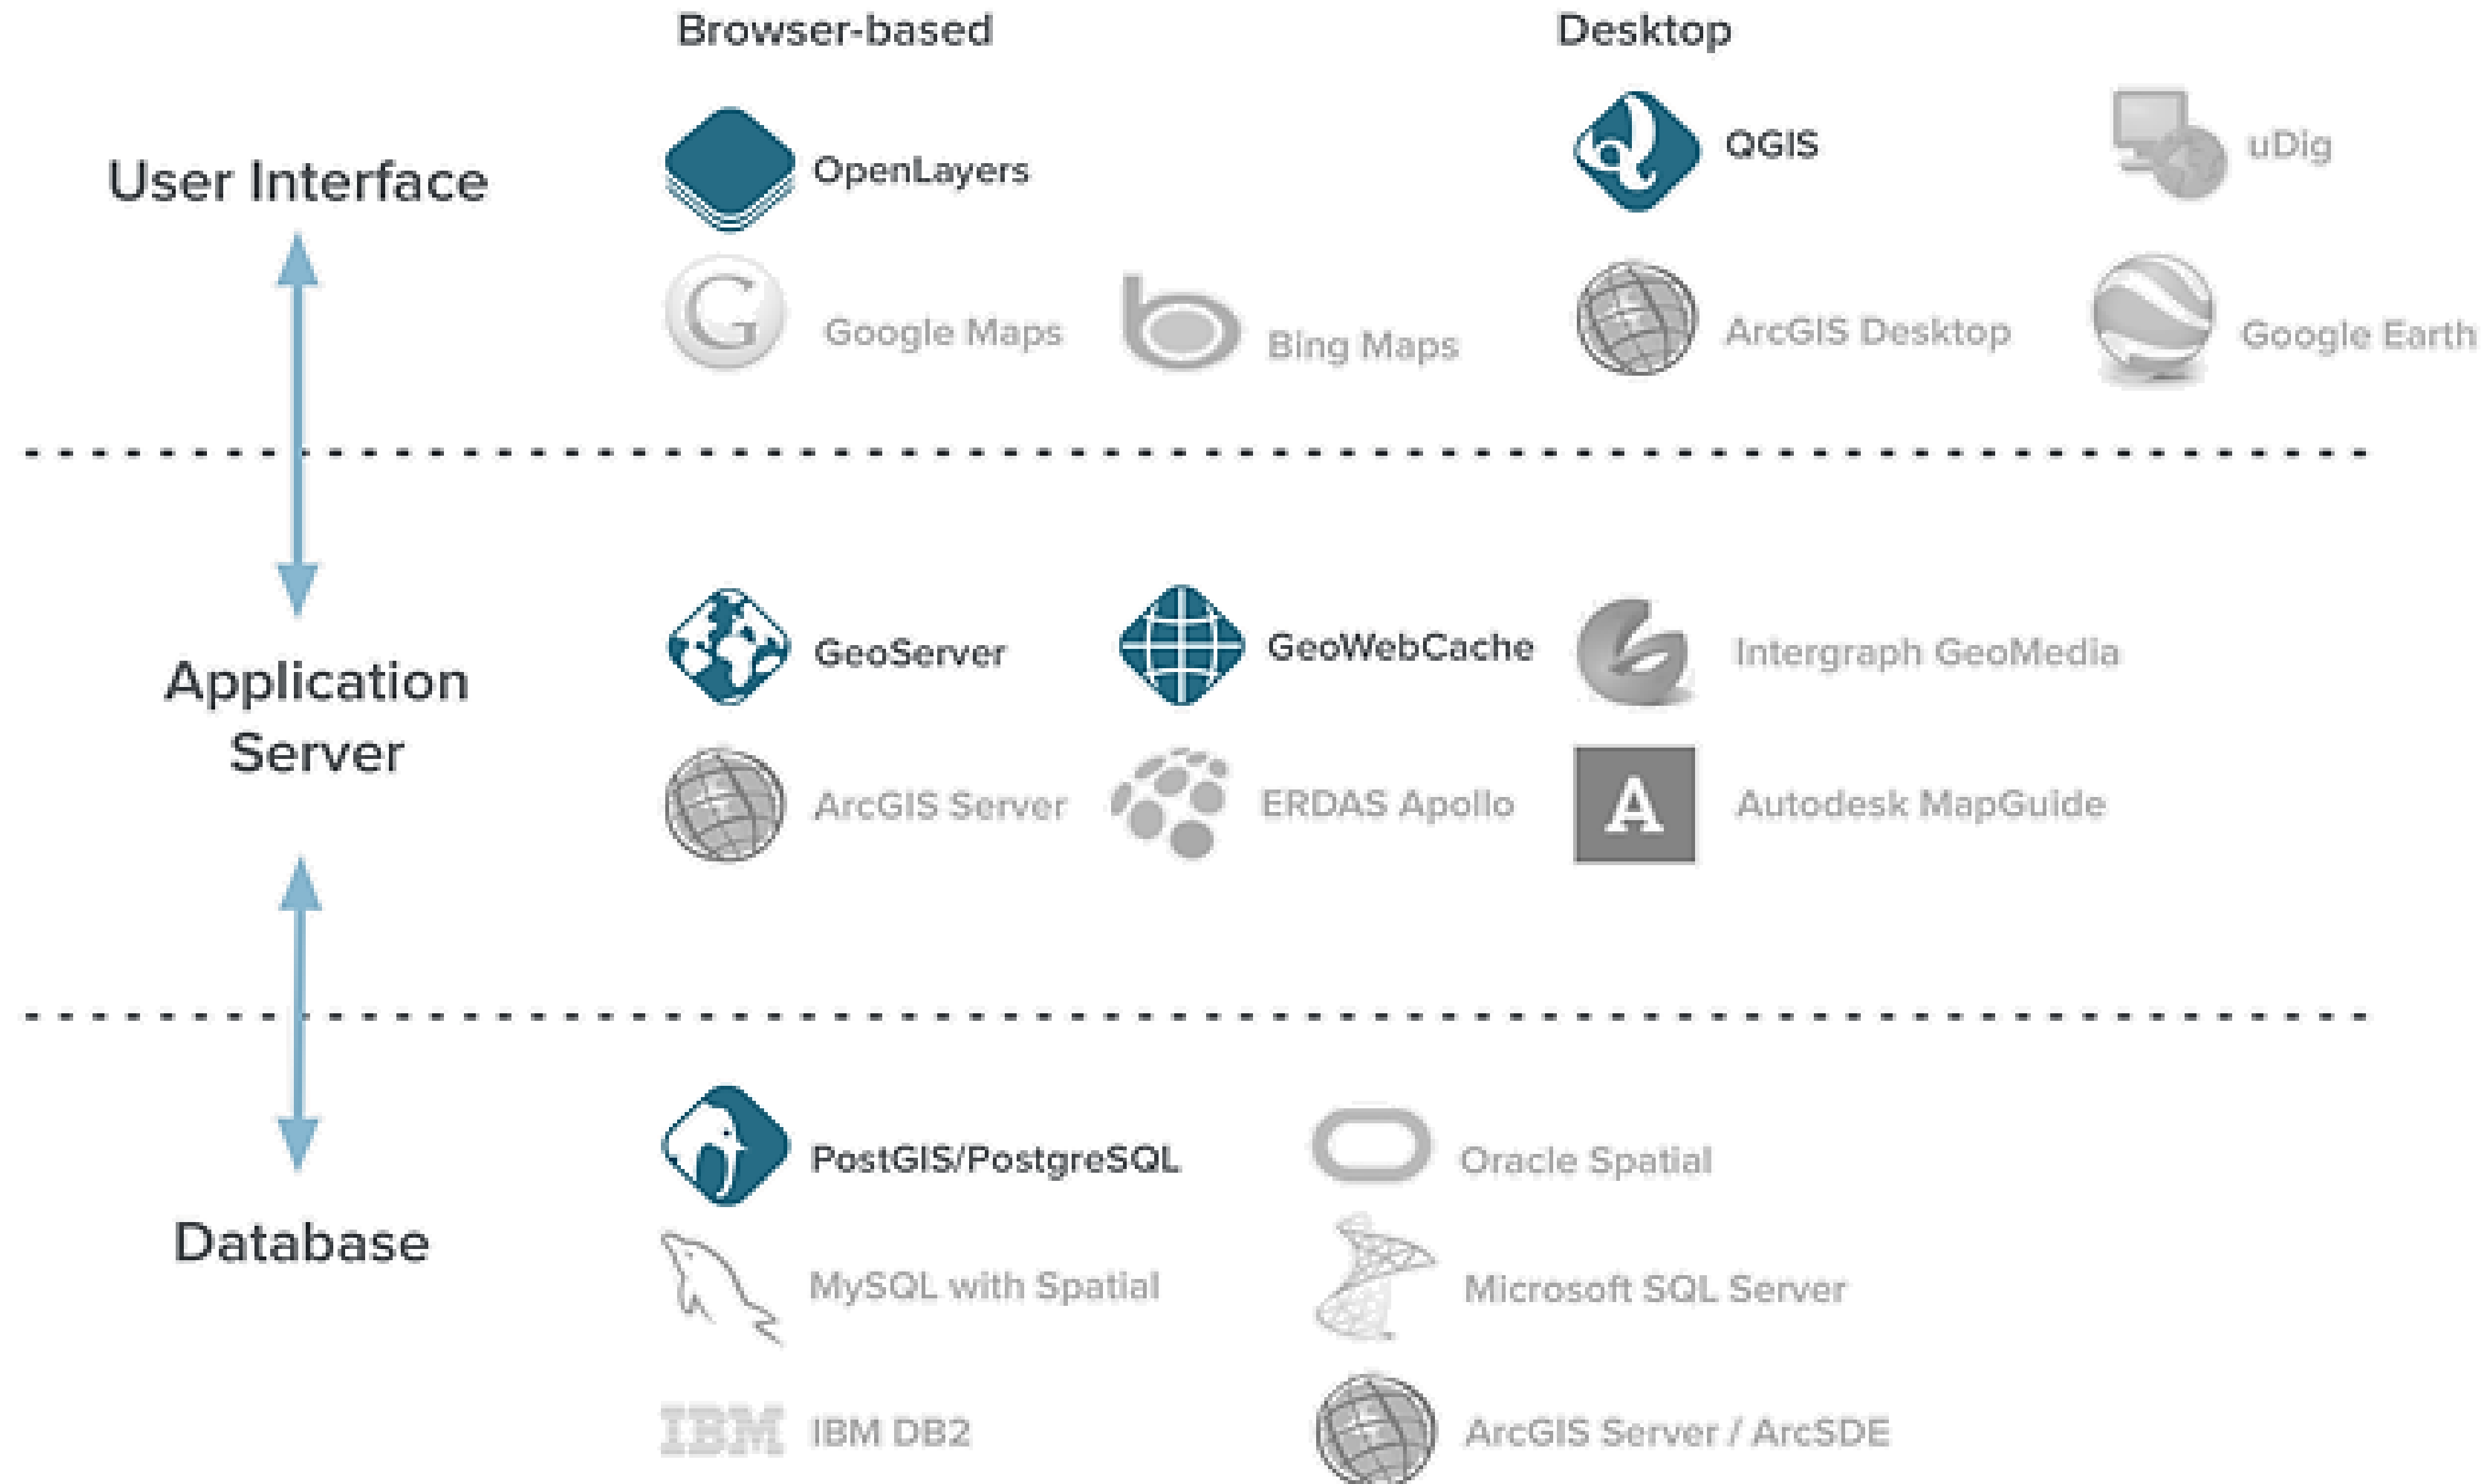 Browser-based
Desktop
User Interface
OpenLayers
QGIS
uDig
G
Google Maps
Bing Maps
ArcGIS Desktop
Google Earth
Application
Server
GeoServer
GeoWebCache
Intergraph GeoMedia
ArcGIS Server
ERDAS Apollo
A
Autodesk MapGuide
Database
PostGIS/PostgreSQL
Oracle Spatial
MySQL with Spatial
Microsoft SQL Server
IBM
IBM DB2
ArcGIS Server / ArcSDE